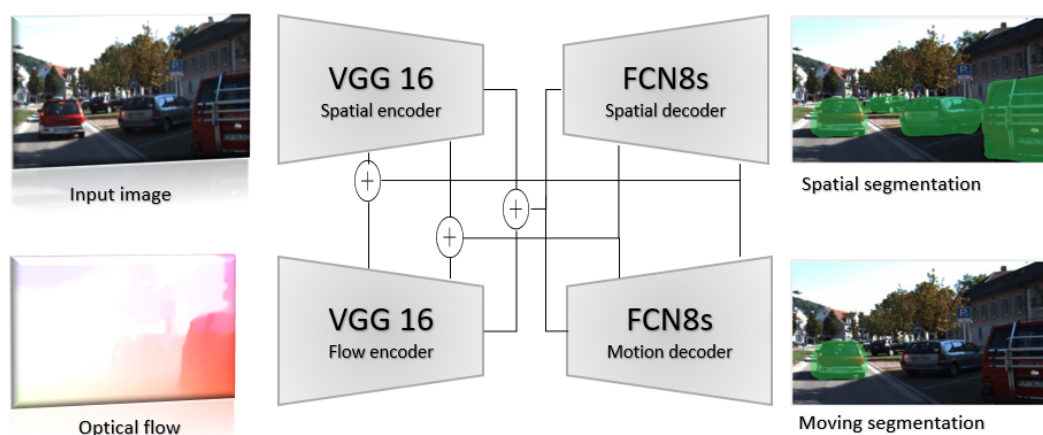 VGG 16
Spatial encoder
FCN8s
Spatial decoder
Input image
Spatial segmentation
+
+
+
VGG 16
Flow encoder
FCN8s
Motion decoder
Optical flow
Moving segmentation
P
P